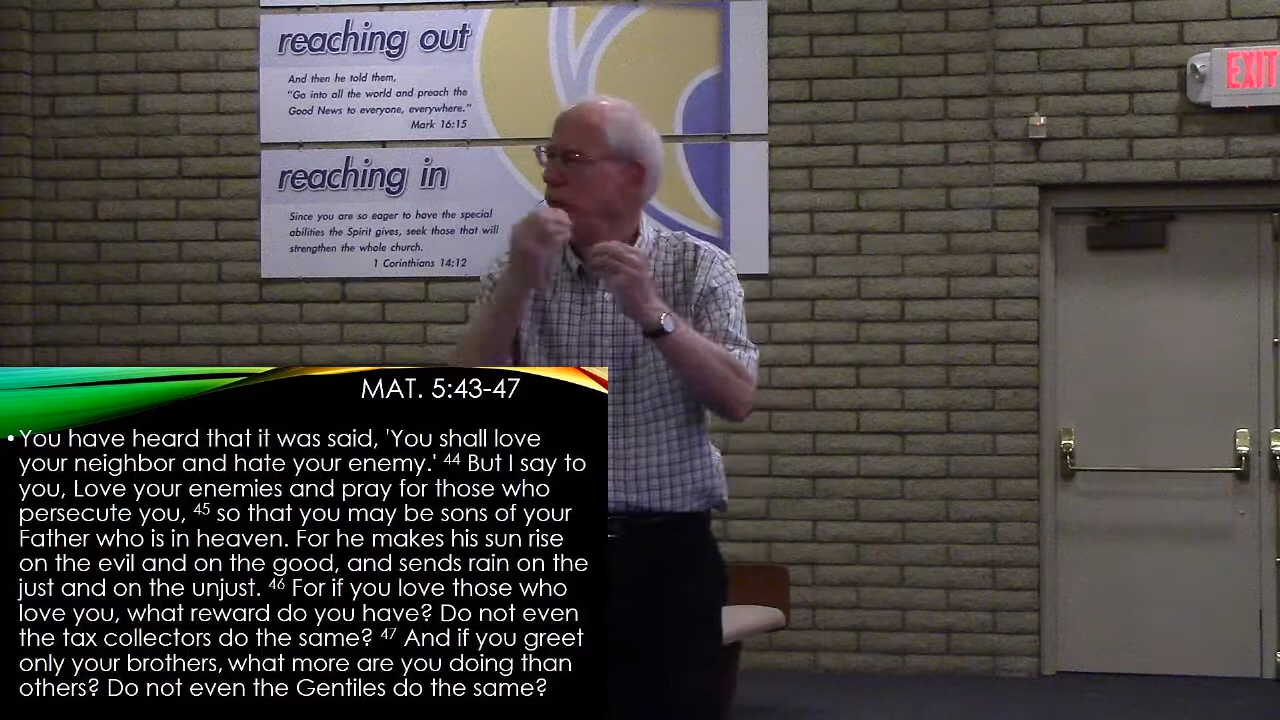 reaching out
And then he told them,
"Go into all the world and preach the
Good News to everyone, everywhere."
Mark 16:15
reaching in
Since you are so eager to have the special
abilities the Spirit gives, seek those that will
strengthen the whole church.
1 Corinthians 14:12
EXIT
MAT. 5:43-47
•You have heard that it was said, 'You shall love
your neighbor and hate your enemy.' 44 But I say to
you, Love your enemies and pray for those who
persecute you, 45 so that you may be sons of your
Father who is in heaven. For he makes his sun rise
on the evil and on the good, and sends rain on the
just and on the unjust. 46 For if you love those who
love you, what reward do you have? Do not even
the tax collectors do the same? 47 And if you greet
only your brothers, what more are you doing than
others? Do not even the Gentiles do the same?